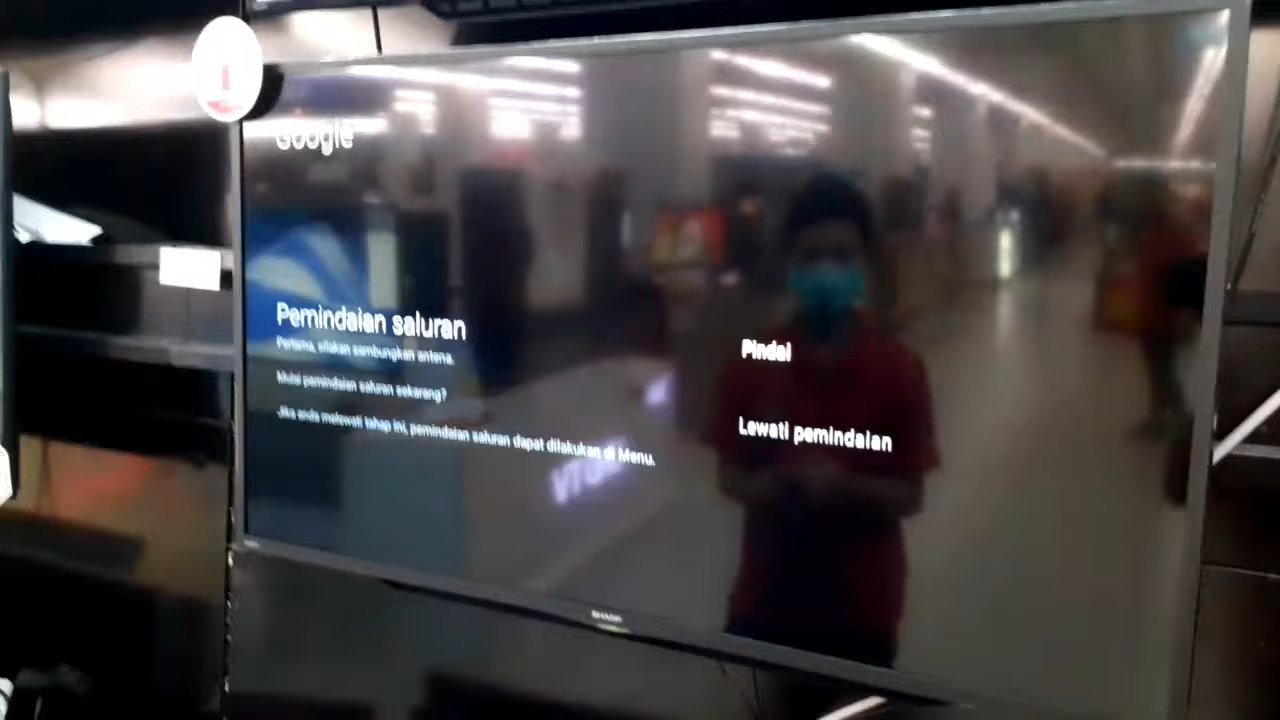 Google
Pemindaian saluran
Pertama, silakan sambungkan antena.
Mulai pemindaian saluran sekarang?
Jika anda melewati tahap ini, pemindaian saluran dapat dilakukan di Menu.
Pindai
Lewati pemindaian